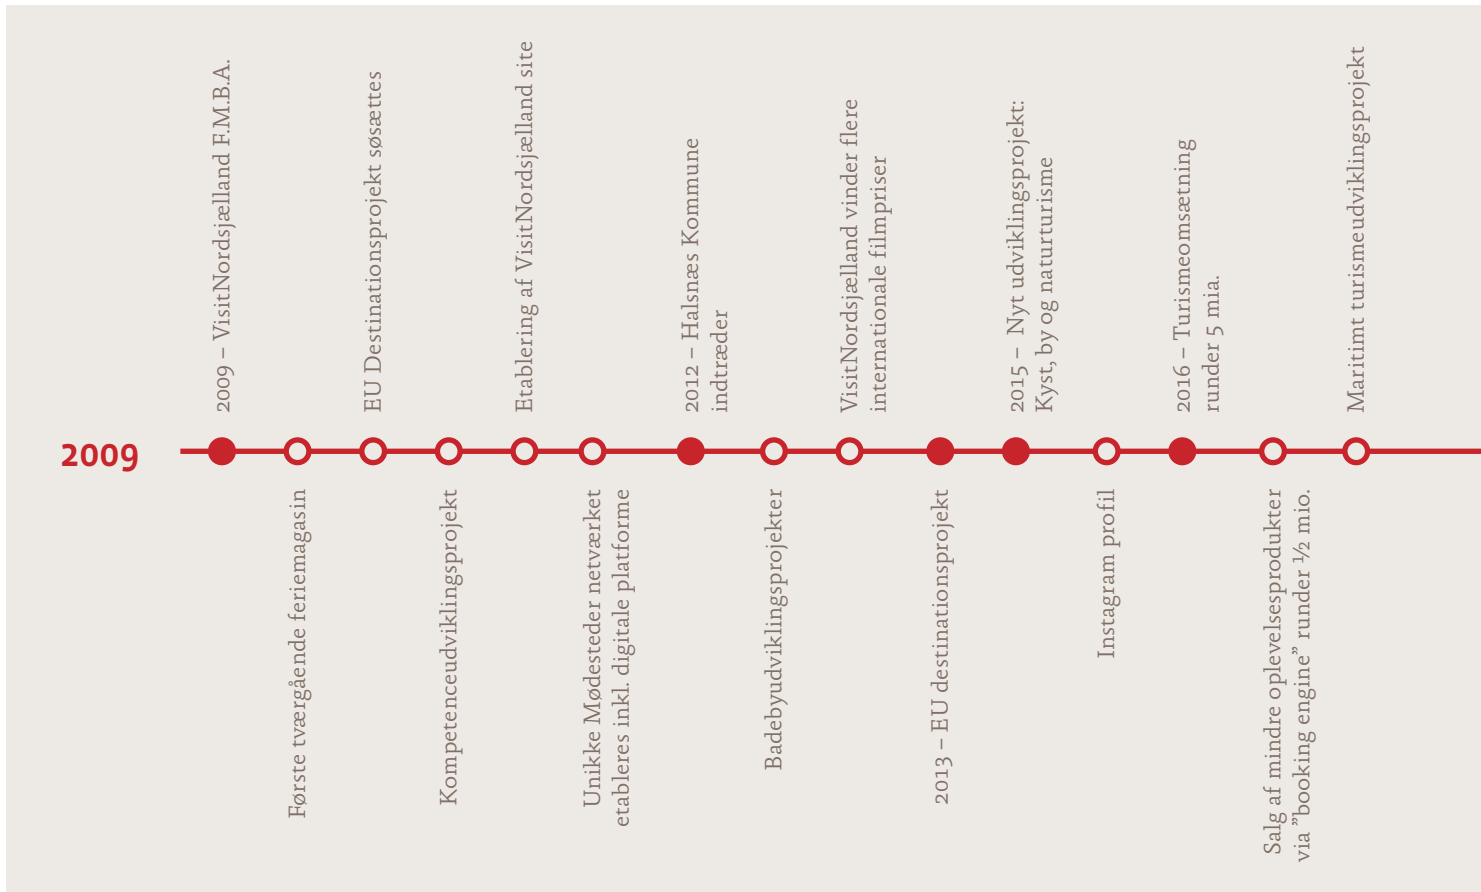 2009
2009 – VisitNordsjælland F.M.B.A.
Første tværgående feriemagasin
EU Destinationsprojekt søsættes
Kompetenceudviklingsprojekt
Etablering af VisitNordsjælland site
Unikke Mødesteder netværket
etableres inkl. digitale platforme
2012 – Halsnæs Kommune
indtræder
Badebyudviklingsprojekter
VisitNordsjælland vinder flere
internationale filmpriser
2013 – EU destinationsprojekt
2015 – Nyt udviklingsprojekt:
Kyst, by og naturturisme
Instagram profil
2016 – Turismeomsætning
runder 5 mia.
Salg af mindre oplevelsesprodukter
via ”booking engine” runder ½ mio.
Maritimt turismeudviklingsprojekt